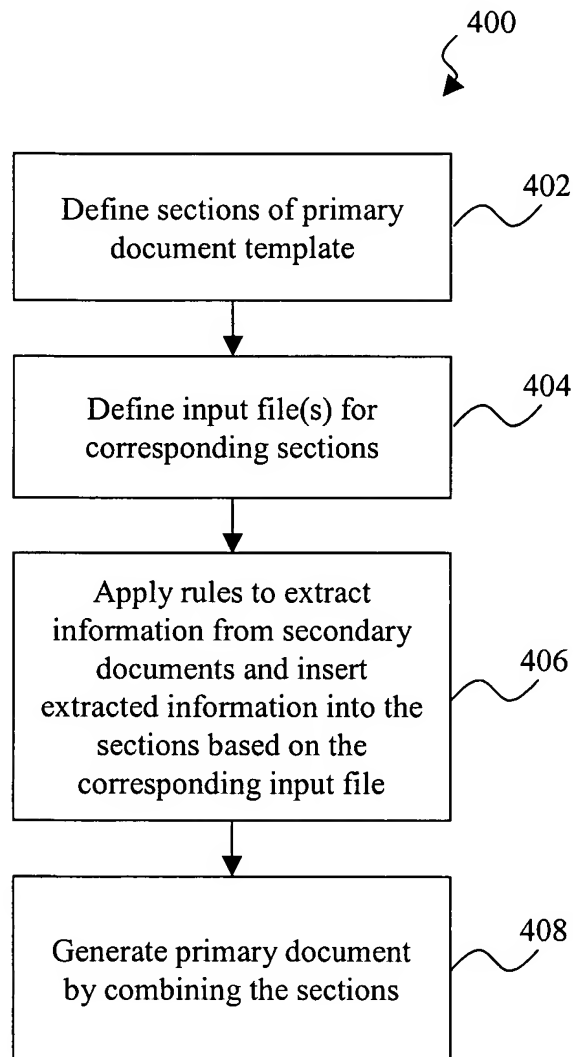 400
Define sections of primary
document template
402
Define input file(s) for
corresponding sections
404
Apply rules to extract
information from secondary
documents and insert
extracted information into the
sections based on the
corresponding input file
406
Generate primary document
by combining the sections
408